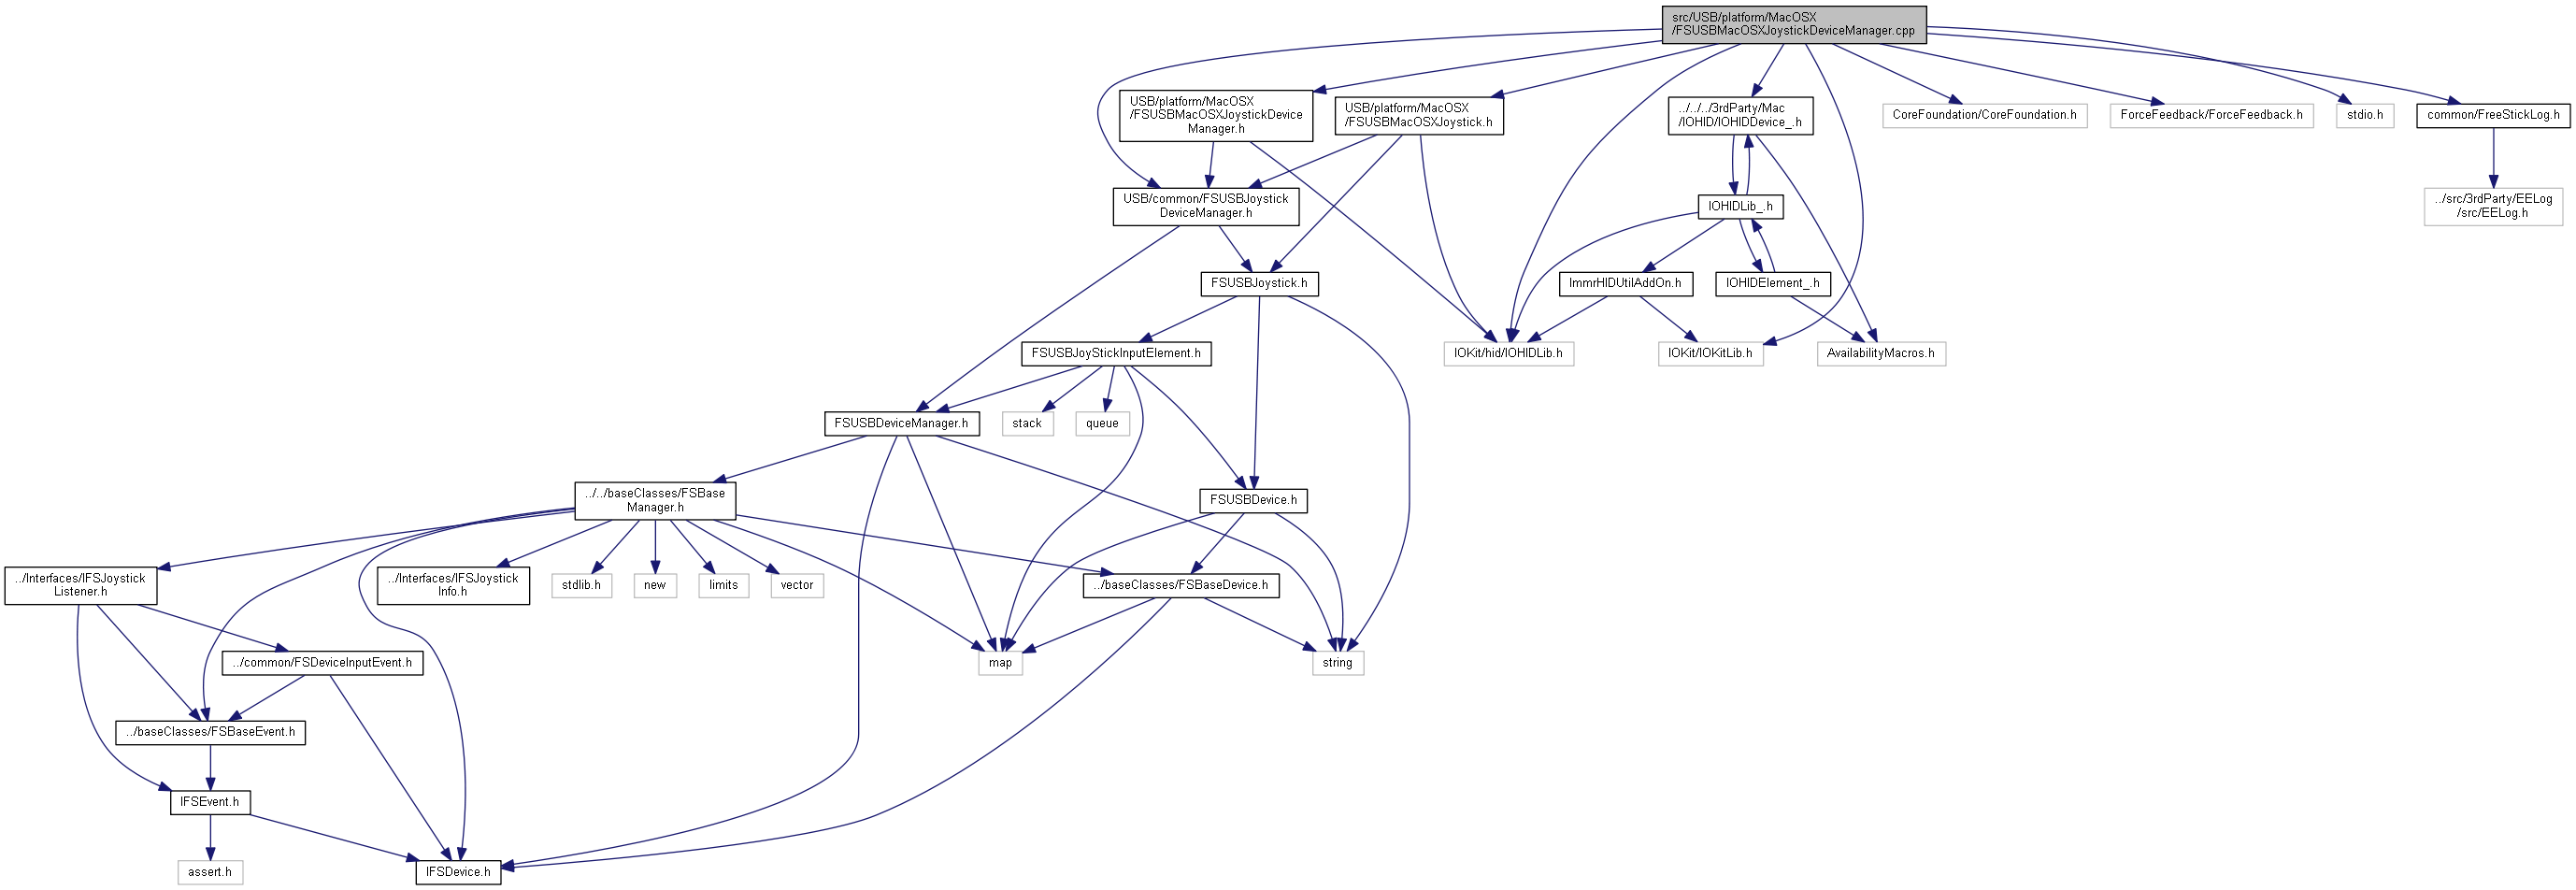 src/USB/platform/MacOSX
/FSUSBMacOSXJoystickDeviceManager.cpp
USB/platform/MacOSX
/FSUSBMacOSXJoystickDevice
Manager.h
USB/platform/MacOSX
/FSUSBMacOSXJoystick.h
../../../3rdParty/Mac
/IOHID/IOHIDDevice_.h
CoreFoundation/CoreFoundation.h
ForceFeedback/ForceFeedback.h
stdio.h
common/FreeStickLog.h
USB/common/FSUSBJoystick
DeviceManager.h
IOHIDLib_.h
../src/3rdParty/EELog
/src/EELog.h
FSUSBJoystick.h
ImmrHIDUtilAddOn.h
IOHIDElement_.h
FSUSBJoyStickInputElement.h
IOKit/hid/IOHIDLib.h
IOKit/IOKitLib.h
AvailabilityMacros.h
FSUSBDeviceManager.h
stack
queue
../../baseClasses/FSBase
Manager.h
FSUSBDevice.h
../Interfaces/IFSJoystick
Listener.h
../Interfaces/IFSJoystick
Info.h
stdlib.h
new
limits
vector
../baseClasses/FSBaseDevice.h
../common/FSDeviceInputEvent.h
map
string
../baseClasses/FSBaseEvent.h
IFSEvent.h
assert.h
IFSDevice.h